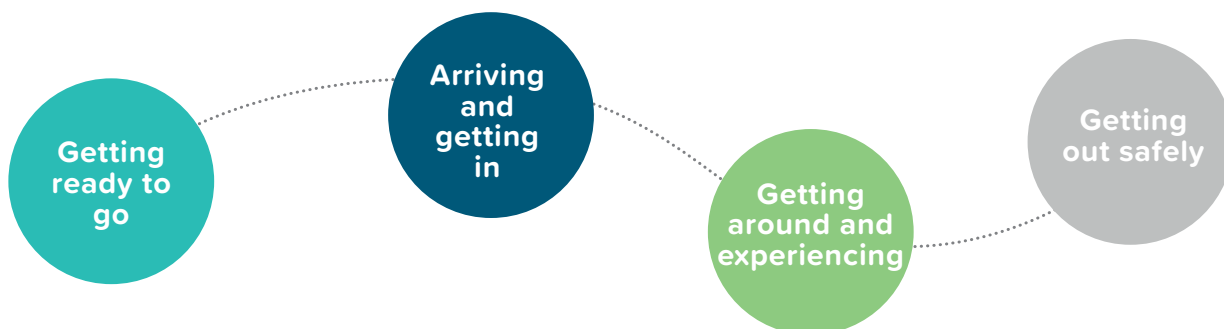 Getting
ready to
go
Arriving
and
getting
in
Getting
around and
experiencing
Getting
out safely